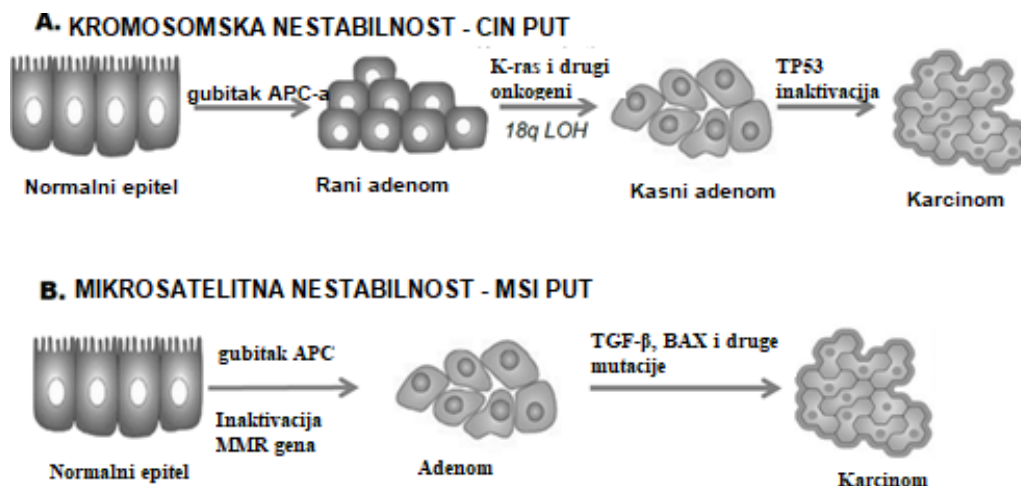 A. KROMOSOMSKA NESTABILNOST - CIN PUT
gubitak APC-a
K-ras i drugi
onkogeni
18q LOH
TP53
inaktivacija
Normalni epitel
Rani adenom
Kasni adenom
Karcinom
B. MIKROSATELITNA NESTABILNOST - MSI PUT
gubitak APC
Inaktivacija
MMR gena
TGF-β, BAX i druge
mutacije
Normalni epitel
Adenom
Karcinom